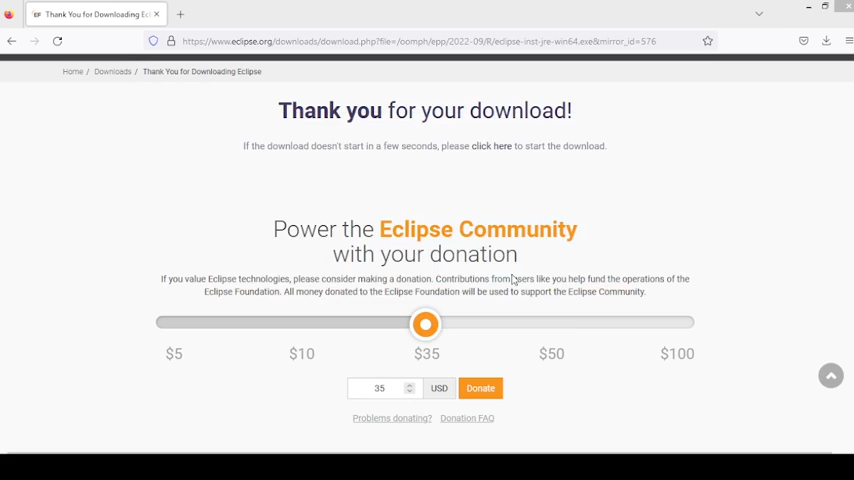 EF Thank You for Downloading Ecl
https://www.eclipse.org/downloads/download.php?file=/oomph/epp/2022-09/R/eclipse-inst-jre-win64.exe&mirror_id=576
Home / Downloads / Thank You for Downloading Eclipse
Thank you for your download!
If the download doesn't start in a few seconds, please click here to start the download.
Power the Eclipse Community
with your donation
If you value Eclipse technologies, please consider making a donation. Contributions from users like you help fund the operations of the
Eclipse Foundation. All money donated to the Eclipse Foundation will be used to support the Eclipse Community.
$5 $10 $35 $50 $100
35 USD Donate
Problems donating? Donation FAQ